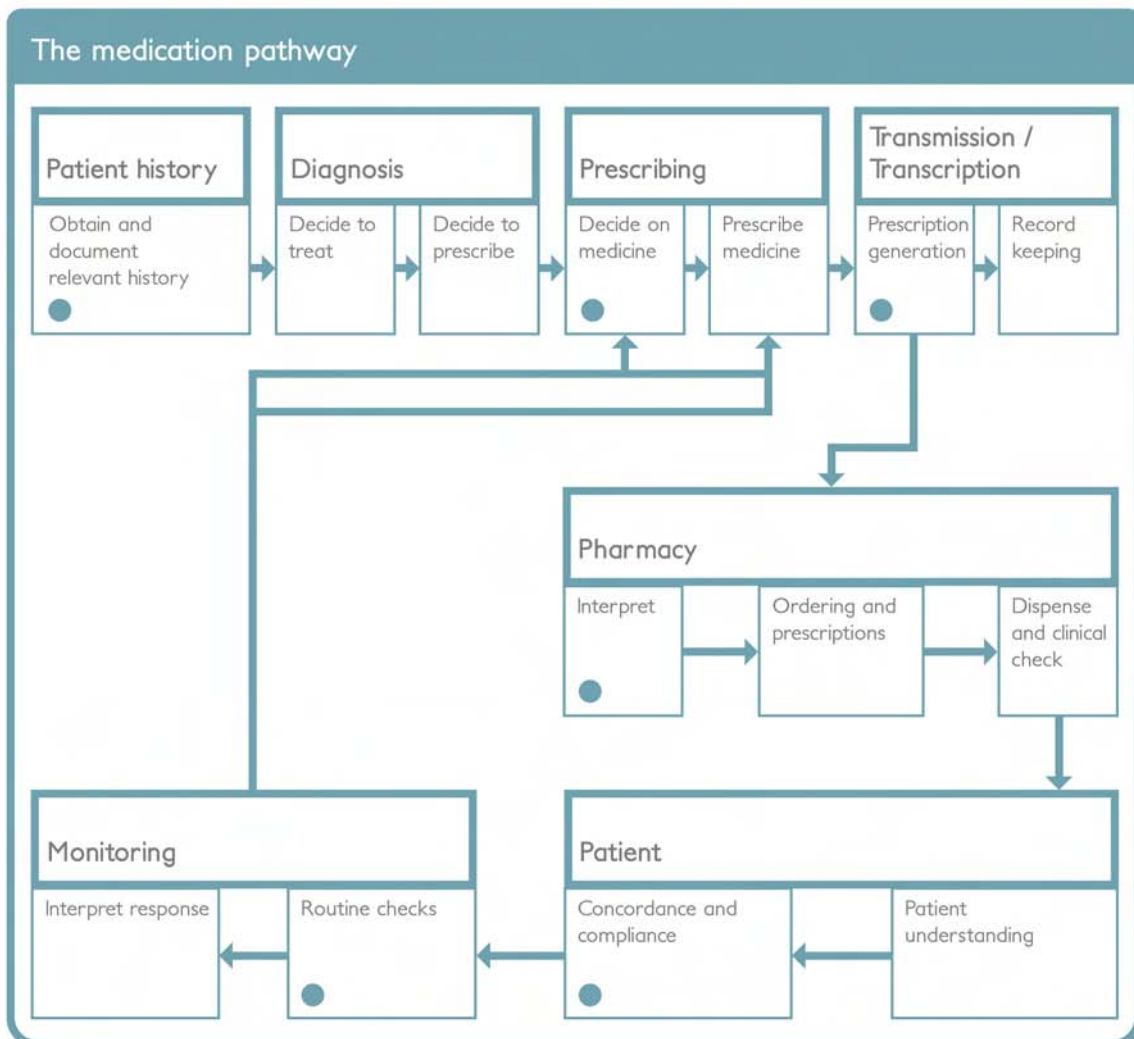 The medication pathway
Patient history
Obtain and
document
relevant history
Diagnosis
Decide to
treat
Decide to
prescribe
Prescribing
Decide on
medicine
Prescribe
medicine
Transmission /
Transcription
Prescription
generation
Record
keeping
Pharmacy
Interpret
Ordering and
prescriptions
Dispense
and clinical
check
Monitoring
Interpret response
Routine checks
Patient
Concordance and
compliance
Patient
understanding